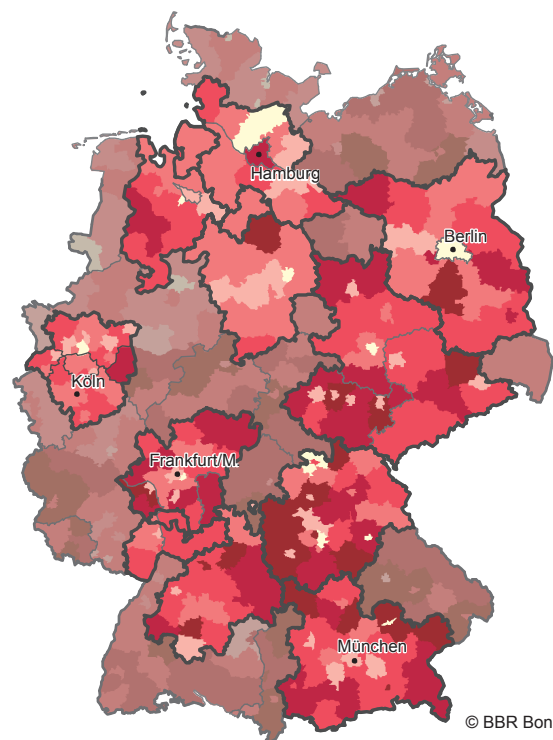 Hamburg
Berlin
Köln
Frankfurt/M.
München
© BBR Bon